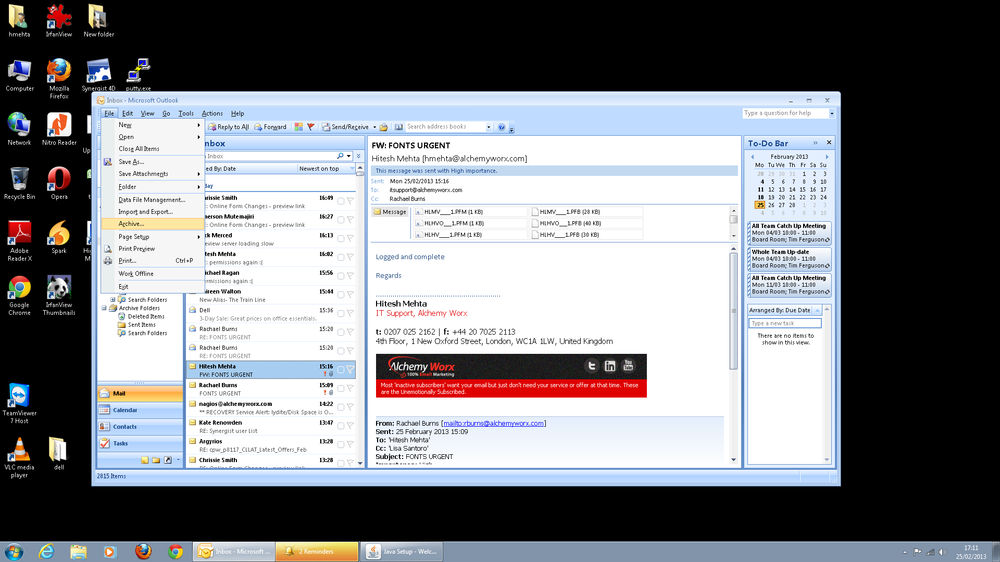 hmehta
IrfanView
New folder
Computer
Mozilla
Firefox
Synergist 4D
putty.exe
Network
Nitro Reader
Recycle Bin
Opera
Adobe
Reader X
Spark
Google
Chrome
IrfanView
Thumbnails
TeamViewer
7 Host
VLC media
player
dell
Inbox - Microsoft Outlook
File Edit View Go Tools Actions Help
Type a question for help
Reply to All Forward Send/Receive Search address books
New
Open
Close All Items
Save As...
Save Attachments
Folder
Data File Management...
Import and Export...
Archive...
Page Setup
Print Preview
Print... Ctrl+P
Work Offline
Exit
Search Folders
Archive Folders
Deleted Items
Sent Items
Search Folders
Mail
Calendar
Contacts
Tasks
nbox
Inbox
ed By: Date Newest on top
day
rissie Smith 16:49
: Online Form Changes - preview link
nerson Mutemajiri 16:27
: Online Form Changes - preview link
ck Merced 16:13
eview server loading slow
tesh Mehta 16:02
: permissions again :(
ichael Ragan 15:56
rmissions again :(
ireen Walton 15:44
New Alias- The Train Line
Dell 15:36
3-Day Sale: Great prices on office essentials.
Rachael Burns 15:20
RE: FONTS URGENT
Rachael Burns 15:20
RE: FONTS URGENT
Hitesh Mehta 15:16
FW: FONTS URGENT
Rachael Burns 15:09
FONTS URGENT
nagios@alchemyworx.com 14:22
** RECOVERY Service Alert: lydite/Disk Space is O...
Kate Renowden 13:47
RE: Synergist user List
Argyrios 13:28
RE: cpw_p8117_CLLAT_Latest_Offers_Feb
Chrissie Smith 13:28
RE: Online Form Changes - preview link
FW: FONTS URGENT
Hitesh Mehta [hmehta@alchemyworx.com]
This message was sent with High importance.
Sent: Mon 25/02/2013 15:16
To: itsupport@alchemyworx.com
Cc: Rachael Burns
Message
HLMV____1.PFM (1 KB) HLMV____1.PFB (28 KB)
HLHVO___1.PFM (1 KB) HLHVO___1.PFB (40 KB)
HLHV____1.PFM (1 KB) HLHV____1.PFB (30 KB)
Logged and complete
Regards
Hitesh Mehta
IT Support, Alchemy Worx
t: 0207 025 2162 | f: +44 20 7025 2113
4th Floor, 1 New Oxford Street, London, WC1A 1LW, United Kingdom
Alchemy Worx
100% Email Marketing
You
Tube
Most 'inactive subscribers' want your email but just don't need your service or offer at that time. These
are the Unemotionally Subscribed.
From: Rachael Burns [mailto:rburns@alchemyworx.com]
Sent: 25 February 2013 15:09
To: 'Hitesh Mehta'
Cc: 'Lisa Santoro'
Subject: FONTS URGENT
Importance: High
To-Do Bar
February 2013
Mo Tu We Th Fr Sa Su
28 29 30 31 1 2 3
4 5 6 7 8 9 10
11 12 13 14 15 16 17
18 19 20 21 22 23 24
25 26 27 28 1 2 3
4 5 6 7 8 9 10
All Team Catch Up Meeting
Mon 04/03 10:00 - 11:00
Board Room; Tim Ferguson
Whole Team Up-date
Mon 04/03 10:00 - 11:00
Board Room; Tim Ferguson
All Team Catch Up Meeting
Mon 11/03 10:00 - 11:00
Board Room; Tim Ferguson
Arranged By: Due Date
Type a new task
There are no items to
show in this view.
2815 Items
Inbox - Microsoft ...
2 Reminders
Java Setup - Welc...
17:11
25/02/2013